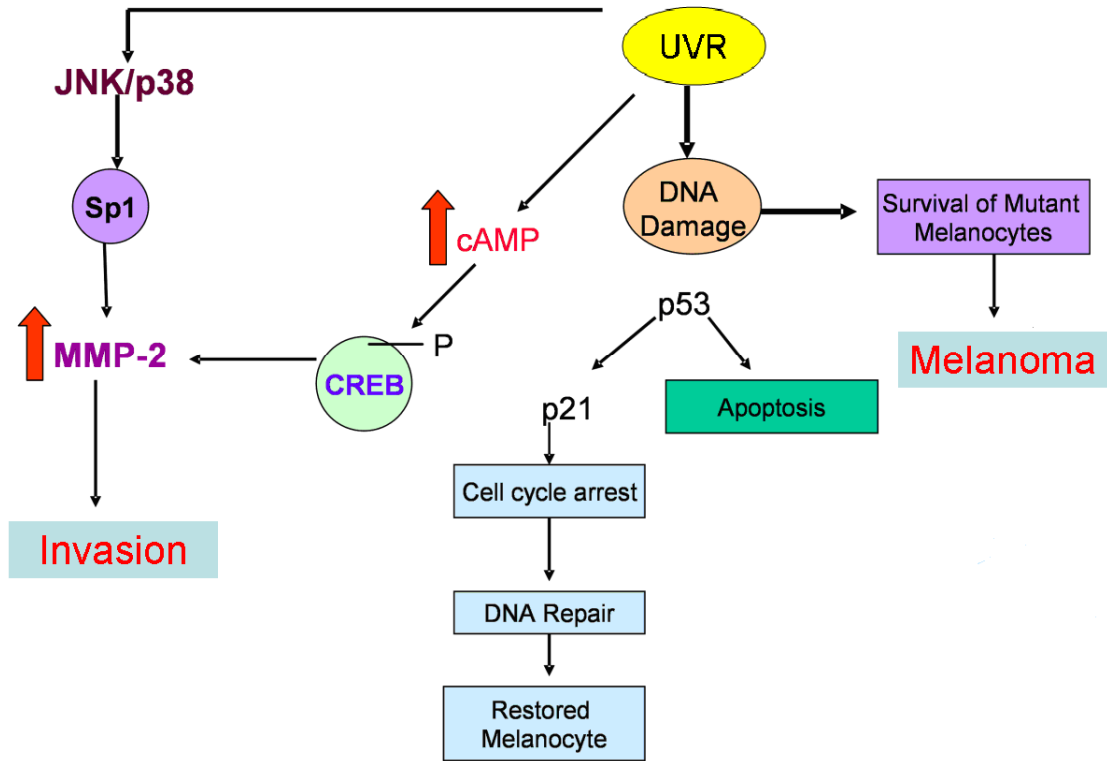 UVR
JNK/p38
DNA
Damage
Survival of Mutant
Melanocytes
Sp1
cAMP
p53
P
MMP-2
CREB
Melanoma
p21
Apoptosis
Cell cycle arrest
Invasion
DNA Repair
Restored
Melanocyte